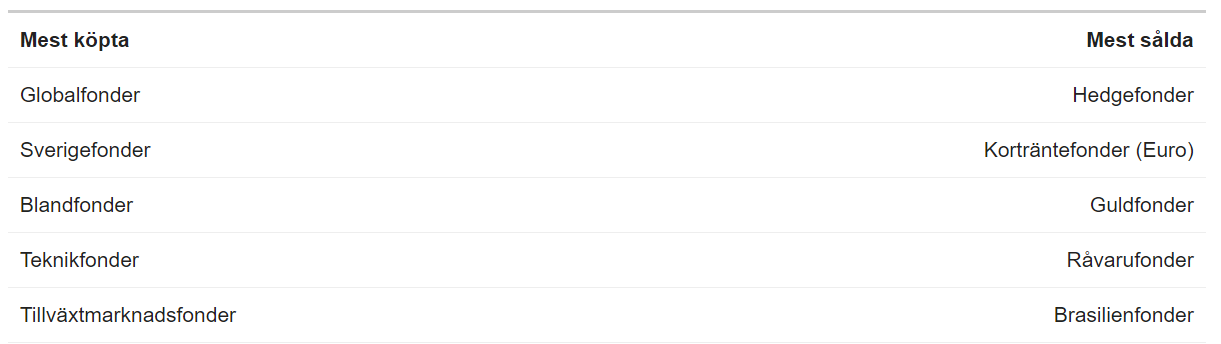 Mest köpta Mest sålda
Globalfonder Hedgefonder
Sverigefonder Korträntefonder (Euro)
Blandfonder Guldfonder
Teknikfonder Råvarufonder
Tillväxtmarknadsfonder Brasilienfonder